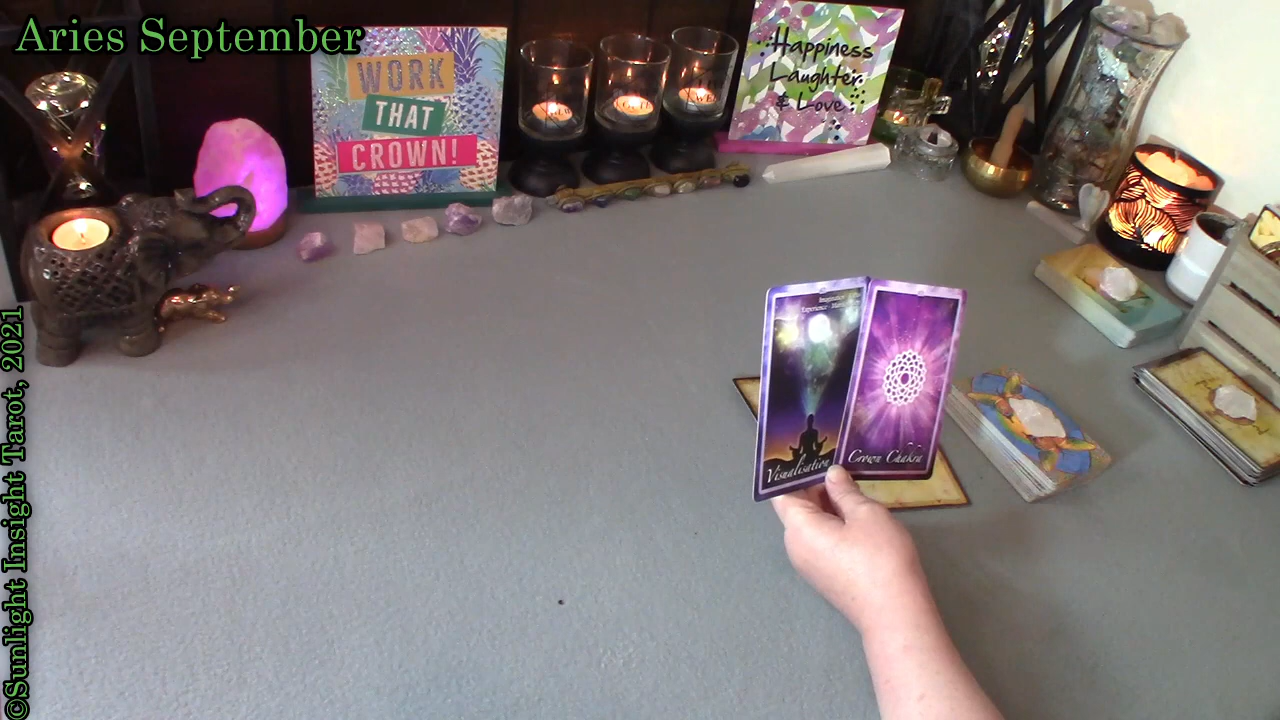 Aries September
WORK
THAT
CROWN!
Happiness
Laughter
& Love
Visualisation
Crown Chakra
©Sunlight Insight Tarot, 2021